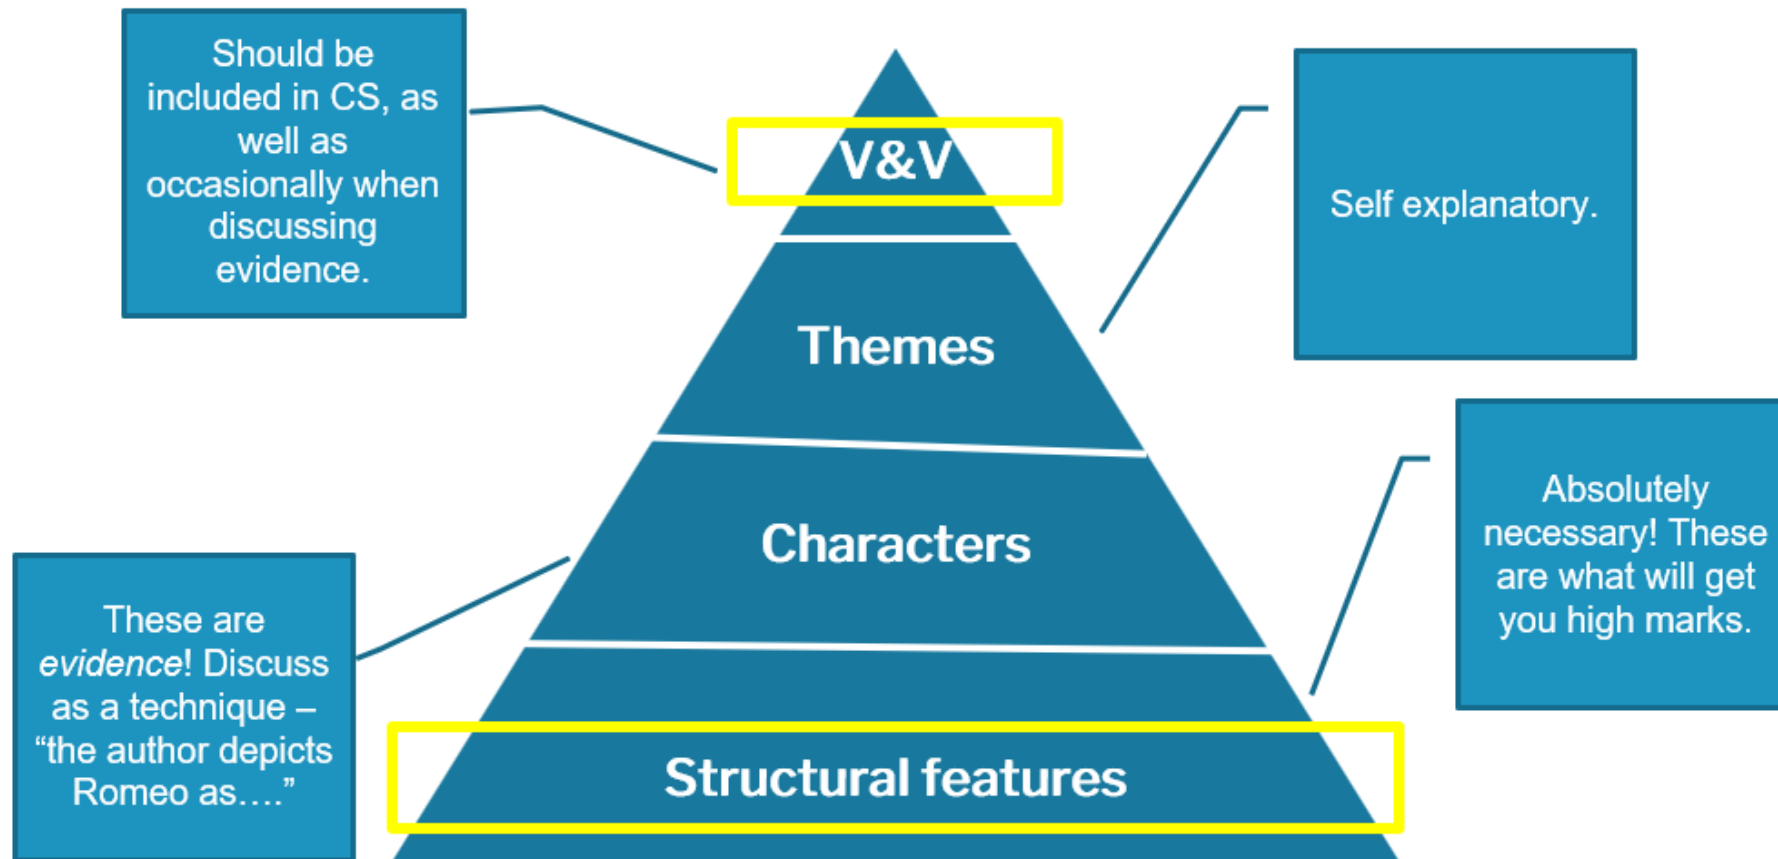 Should be
included in CS, as
well as
occasionally when
discussing
evidence.
V&V
Self explanatory.
Themes
Characters
Absolutely
necessary! These
are what will get
you high marks.
These are
evidence! Discuss
as a technique –
“the author depicts
Romeo as….”
Structural features